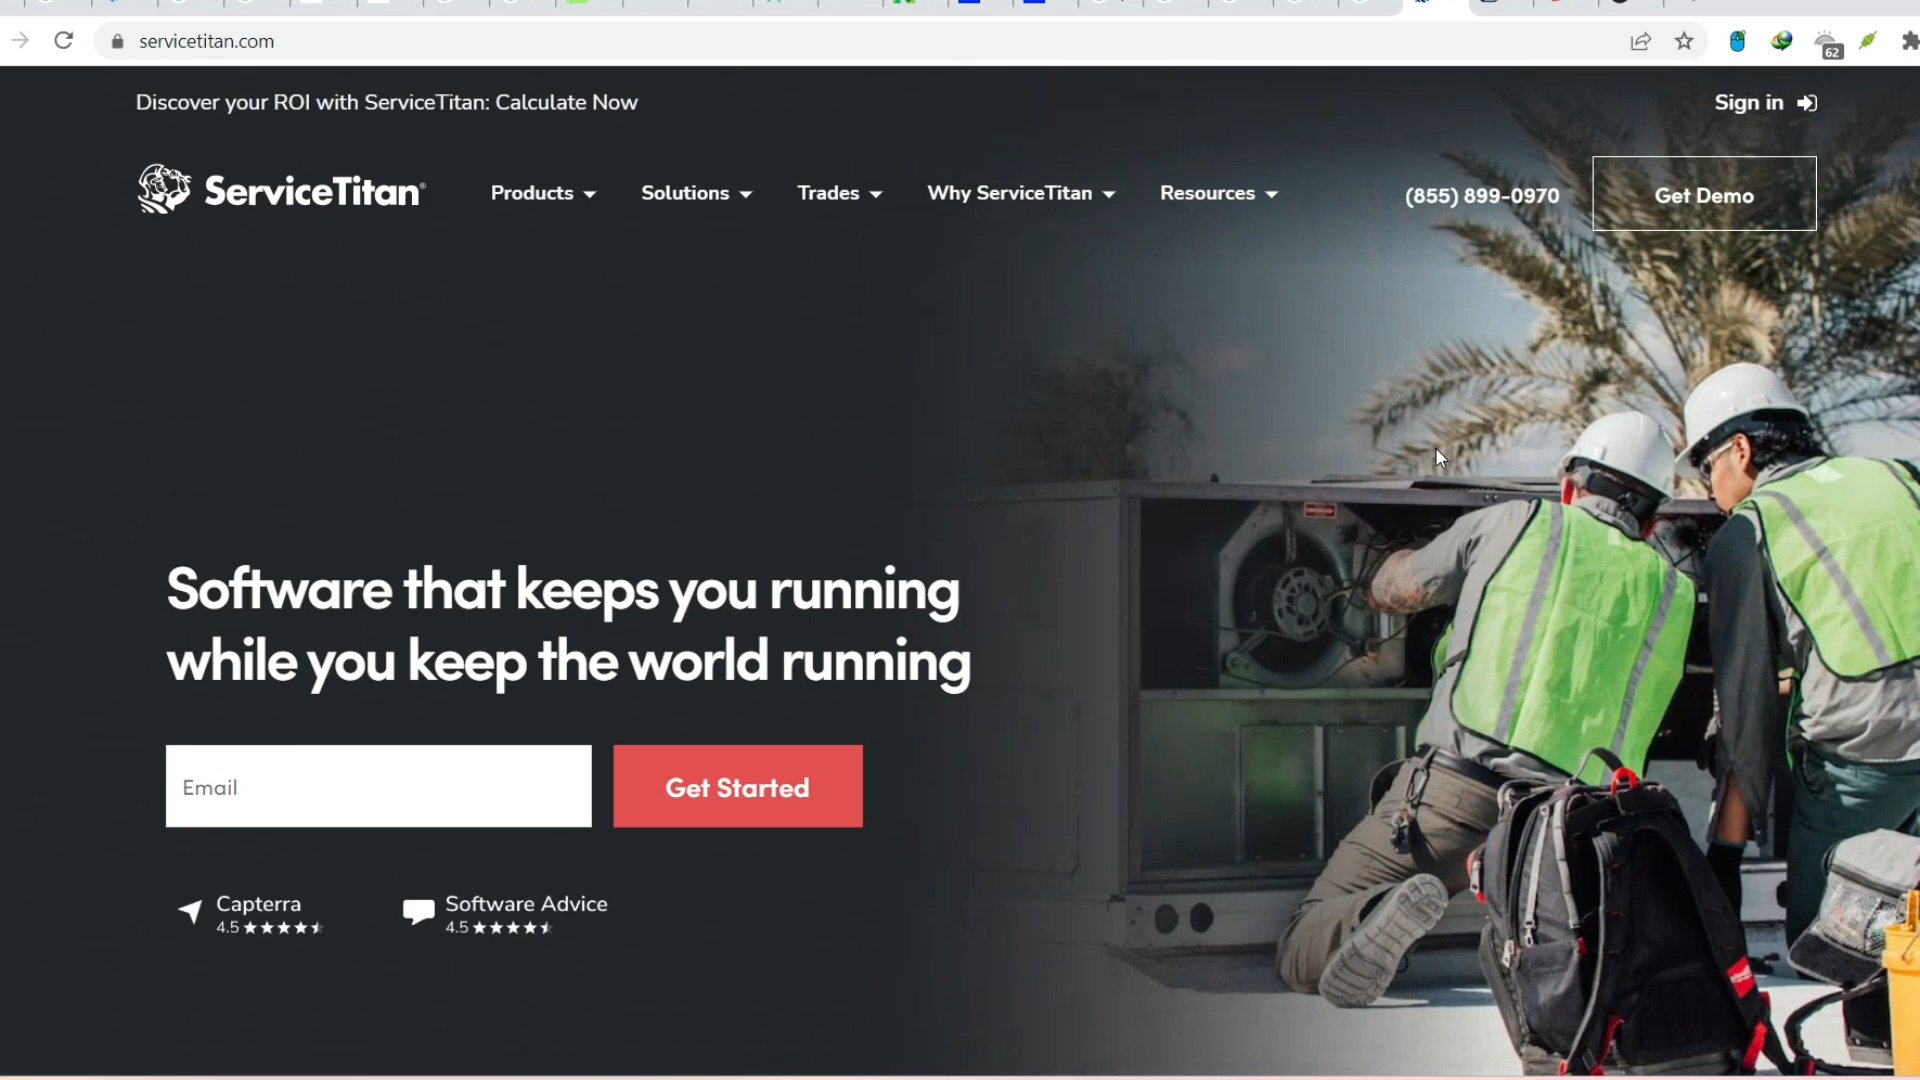 servicetitan.com
62
Discover your ROI with ServiceTitan: Calculate Now
Sign in
ServiceTitan®
Products
Solutions
Trades
Why ServiceTitan
Resources
(855) 899-0970
Get Demo
Software that keeps you running
while you keep the world running
Email
Get Started
Capterra
4.5
Software Advice
4.5